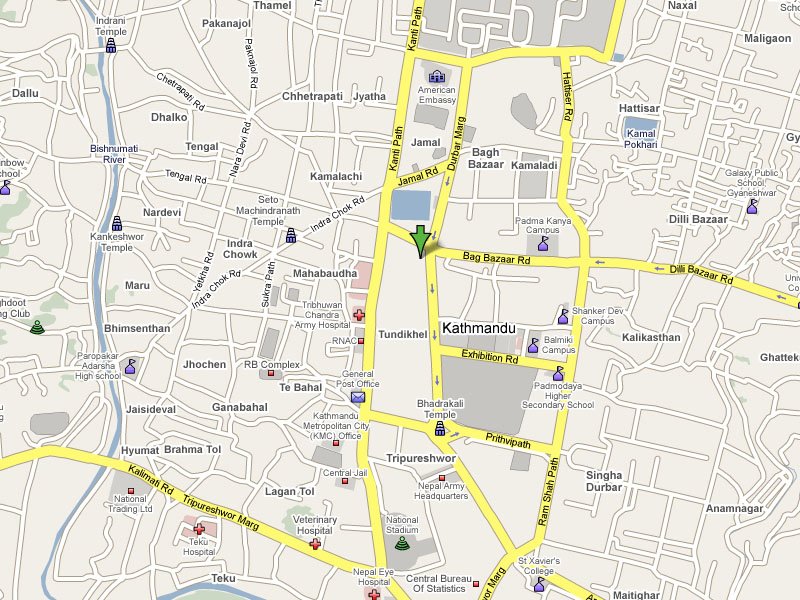 Thamel
Kanti Path
Naxal
Indrani
Temple
Paknajol
Maligaon
Paknajol Rd
American
Embassy
Hattiser Rd
Chetrapati Rd
Dallu
Chhetrapati
Jyatha
Hattisar
Dhalko
Kamal
Pokhari
Nara Devi Rd
Kanti Path
Durbar Marg
Jamal
Tengal
Bishnumati
River
Bagh
Bazaar
Kamaladi
Galaxy Public
School,
Gyaneshwar
Tengal Rd
Kamalachi
Jamal Rd
Seto
Machindranath
Temple
Indra Chok Rd
Nardevi
Padma Kanya
Campus
Dilli Bazaar
Kankeshwor
Temple
Indra
Chowk
Bag Bazaar Rd
Dilli Bazaar Rd
Yetkha Rd
Indra Chok Rd
Sukra Path
Mahabaudha
Maru
Tribhuvan
Chandra
Army Hospital
Shanker Dev
Campus
Bhimsenthan
Tundikhel
Kathmandu
RNAC
Balmiki
Campus
Kalikasthan
Paropakar
Adarsha
High school
Jhochen
RB Complex
Exhibition Rd
General
Post Office
Te Bahal
Padmodaya
Higher
Secondary School
Jaisideval
Ganabahal
Bhadrakali
Temple
Kathmandu
Metropolitan City
(KMC) Office
Prithvipath
Hyumat
Brahma Tol
Tripureshwor
Kalimati Rd
Central Jail
Singha
Durbar
Nepal Army
Headquarters
Ram Shah Path
National
Trading Ltd
Tripureshwor Marg
Lagan Tol
Anamnagar
Veterinary
Hospital
National
Stadium
Teku
Hospital
St Xavier's
College
Teku
Nepal Eye
Hospital
Central Bureau
Of Statistics
Marg
Maitighar